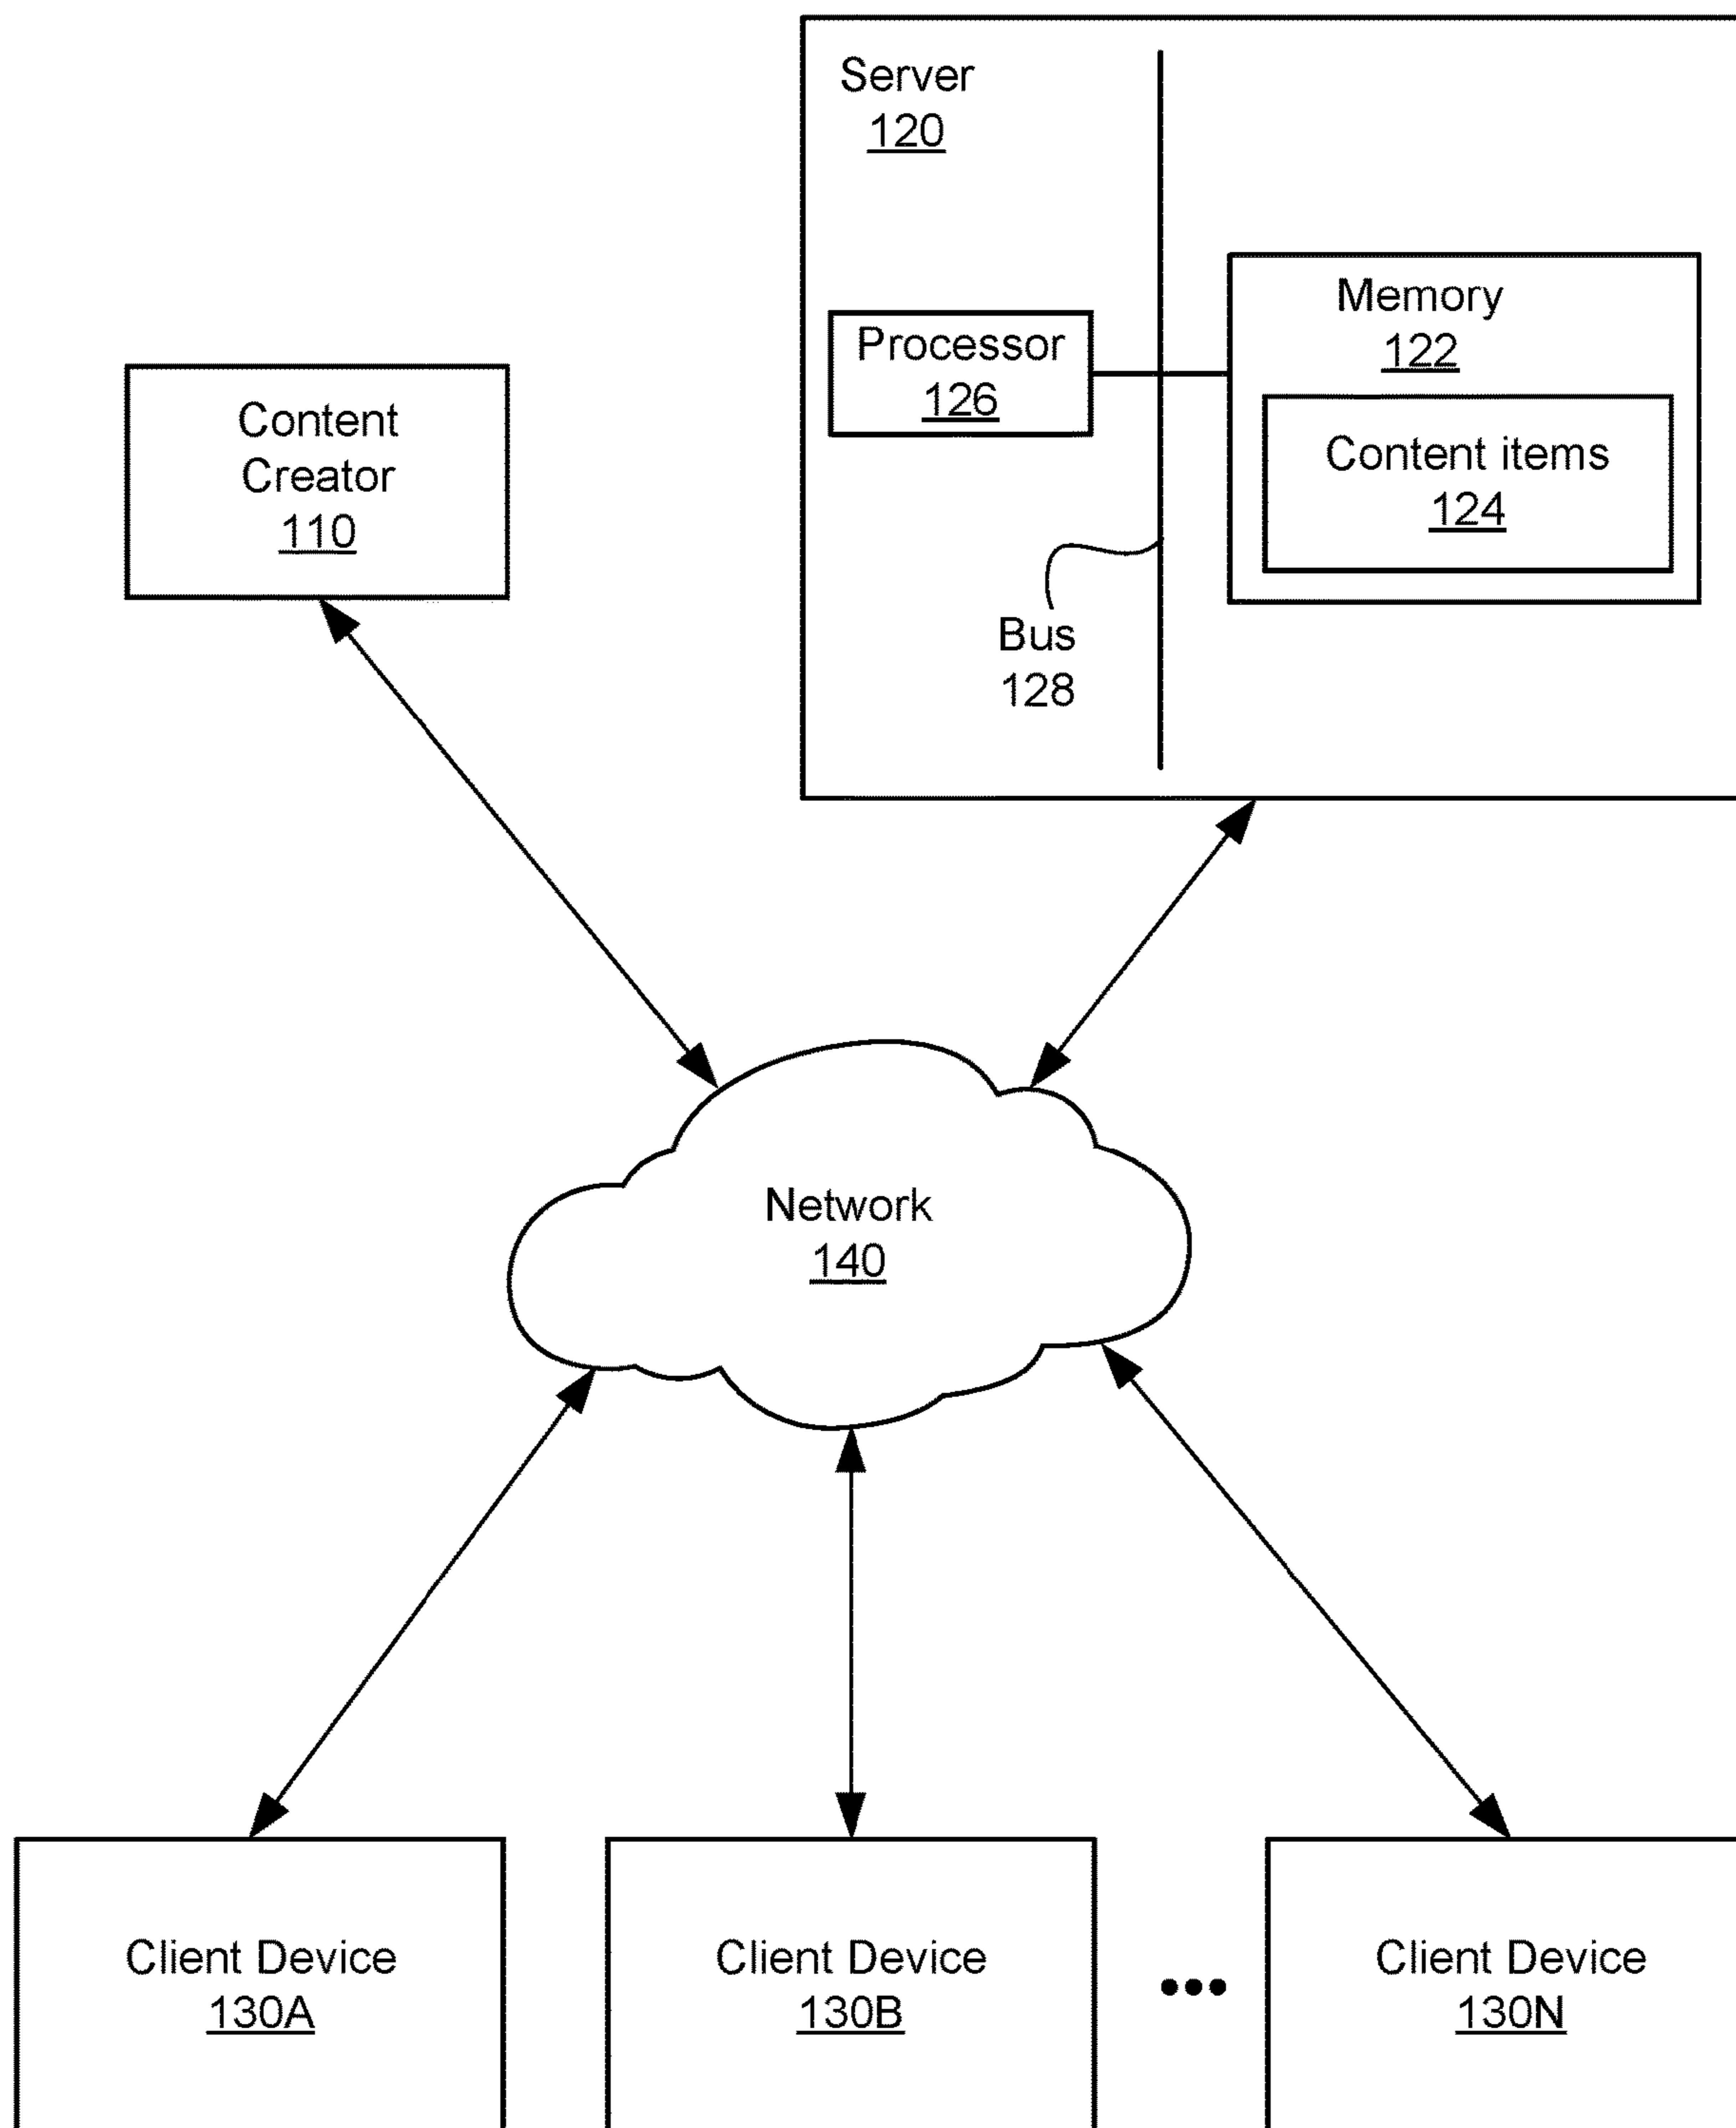 Server
120
Processor
126
Memory
122
Content items
124
Bus
128
Content
Creator
110
Network
140
Client Device
130A
Client Device
130B
Client Device
130N